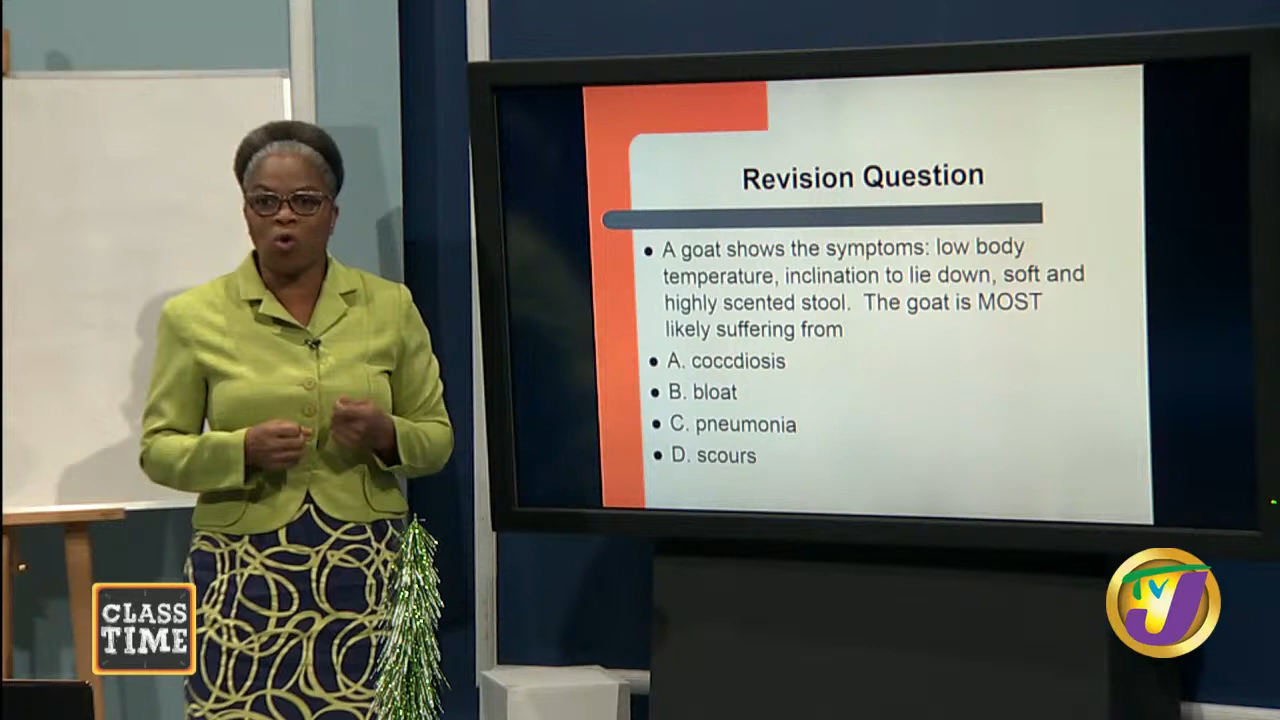 Revision Question
• A goat shows the symptoms: low body
temperature, inclination to lie down, soft and
highly scented stool. The goat is MOST
likely suffering from
• A. coccdiosis
• B. bloat
• C. pneumonia
• D. scours
CLASS
TIME
TVJ